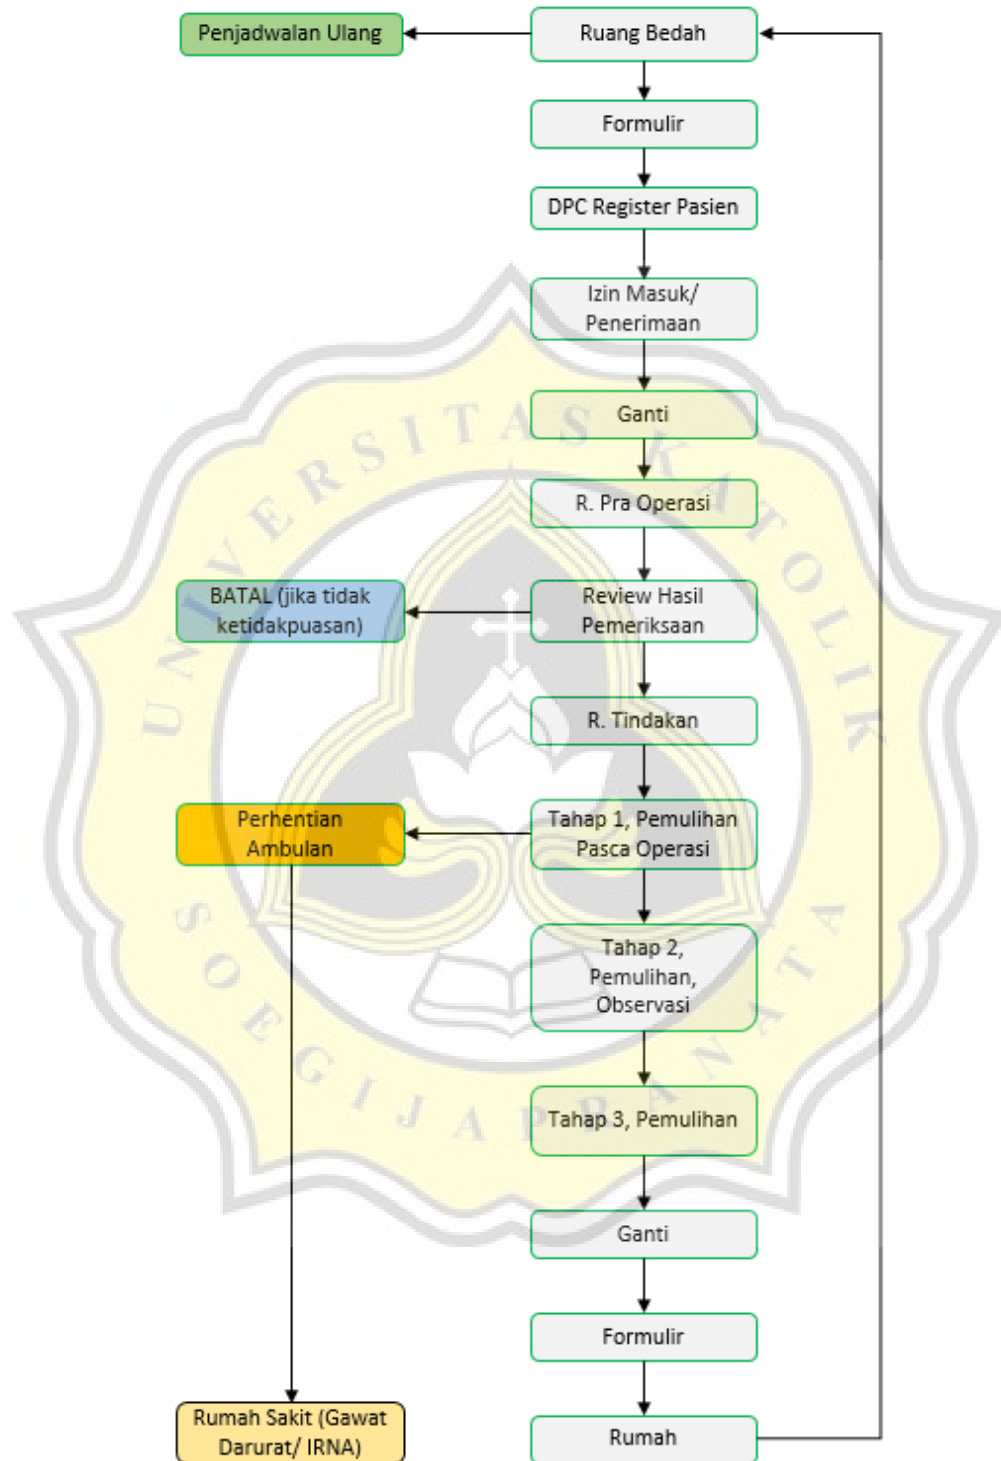 Penjadwalan Ulang
Ruang Bedah
Formulir
DPC Register Pasien
Izin Masuk/
Penerimaan
Ganti
R. Pra Operasi
BATAL (jika tidak
ketidakpuasan)
Review Hasil
Pemeriksaan
R. Tindakan
Perhentian
Ambulan
Tahap 1, Pemulihan
Pasca Operasi
Tahap 2,
Pemulihan,
Observasi
Tahap 3, Pemulihan
Ganti
Formulir
Rumah Sakit (Gawat
Darurat/ IRNA)
Rumah
UNIVERSITAS KATOLIK
SOEGIJAPRANATA